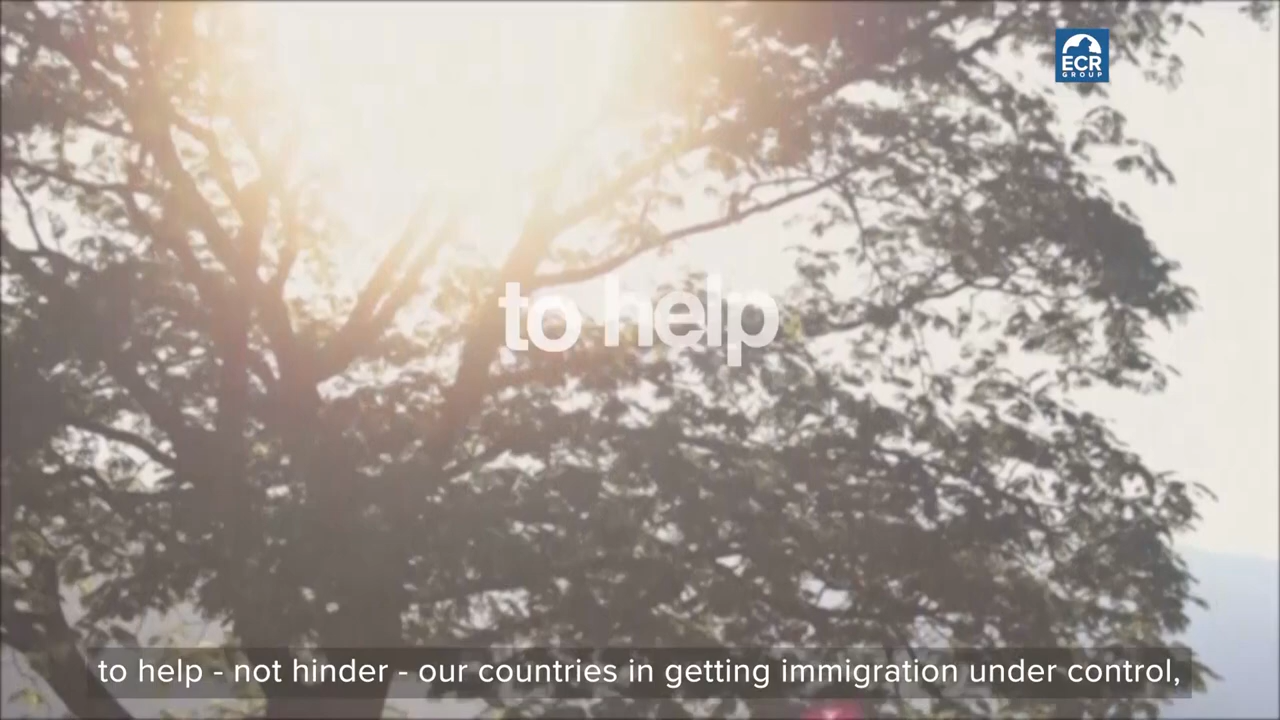 ECR
GROUP
to help
to help - not hinder - our countries in getting immigration under control,